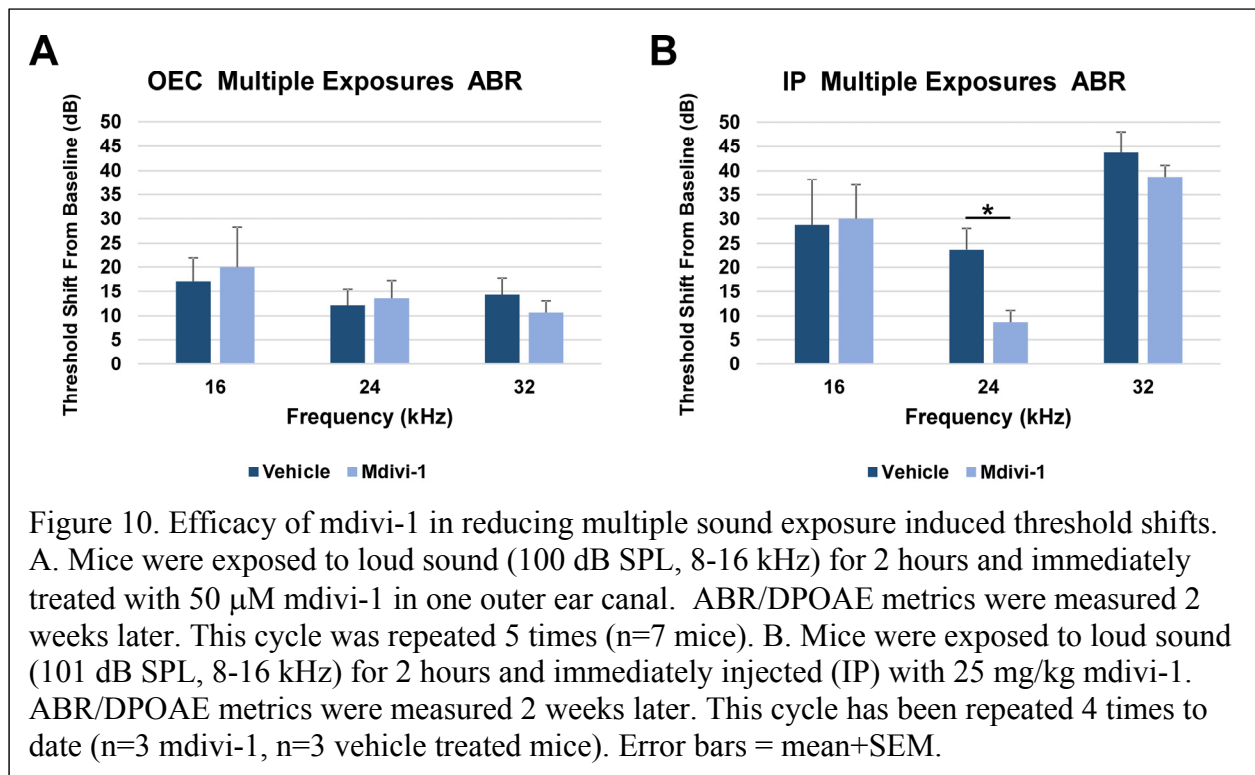 A
OEC Multiple Exposures ABR
Threshold Shift From Baseline (dB)
50
45
40
35
30
25
20
15
10
5
0
16 24 32
Frequency (kHz)
Vehicle Mdivi-1
B
IP Multiple Exposures ABR
Threshold Shift From Baseline (dB)
50
45
40
35
30
25
20
15
10
5
0
*
16 24 32
Frequency (kHz)
Vehicle Mdivi-1
Figure 10. Efficacy of mdivi-1 in reducing multiple sound exposure induced threshold shifts.
A. Mice were exposed to loud sound (100 dB SPL, 8-16 kHz) for 2 hours and immediately
treated with 50 μM mdivi-1 in one outer ear canal. ABR/DPOAE metrics were measured 2
weeks later. This cycle was repeated 5 times (n=7 mice). B. Mice were exposed to loud sound
(101 dB SPL, 8-16 kHz) for 2 hours and immediately injected (IP) with 25 mg/kg mdivi-1.
ABR/DPOAE metrics were measured 2 weeks later. This cycle has been repeated 4 times to
date (n=3 mdivi-1, n=3 vehicle treated mice). Error bars = mean+SEM.